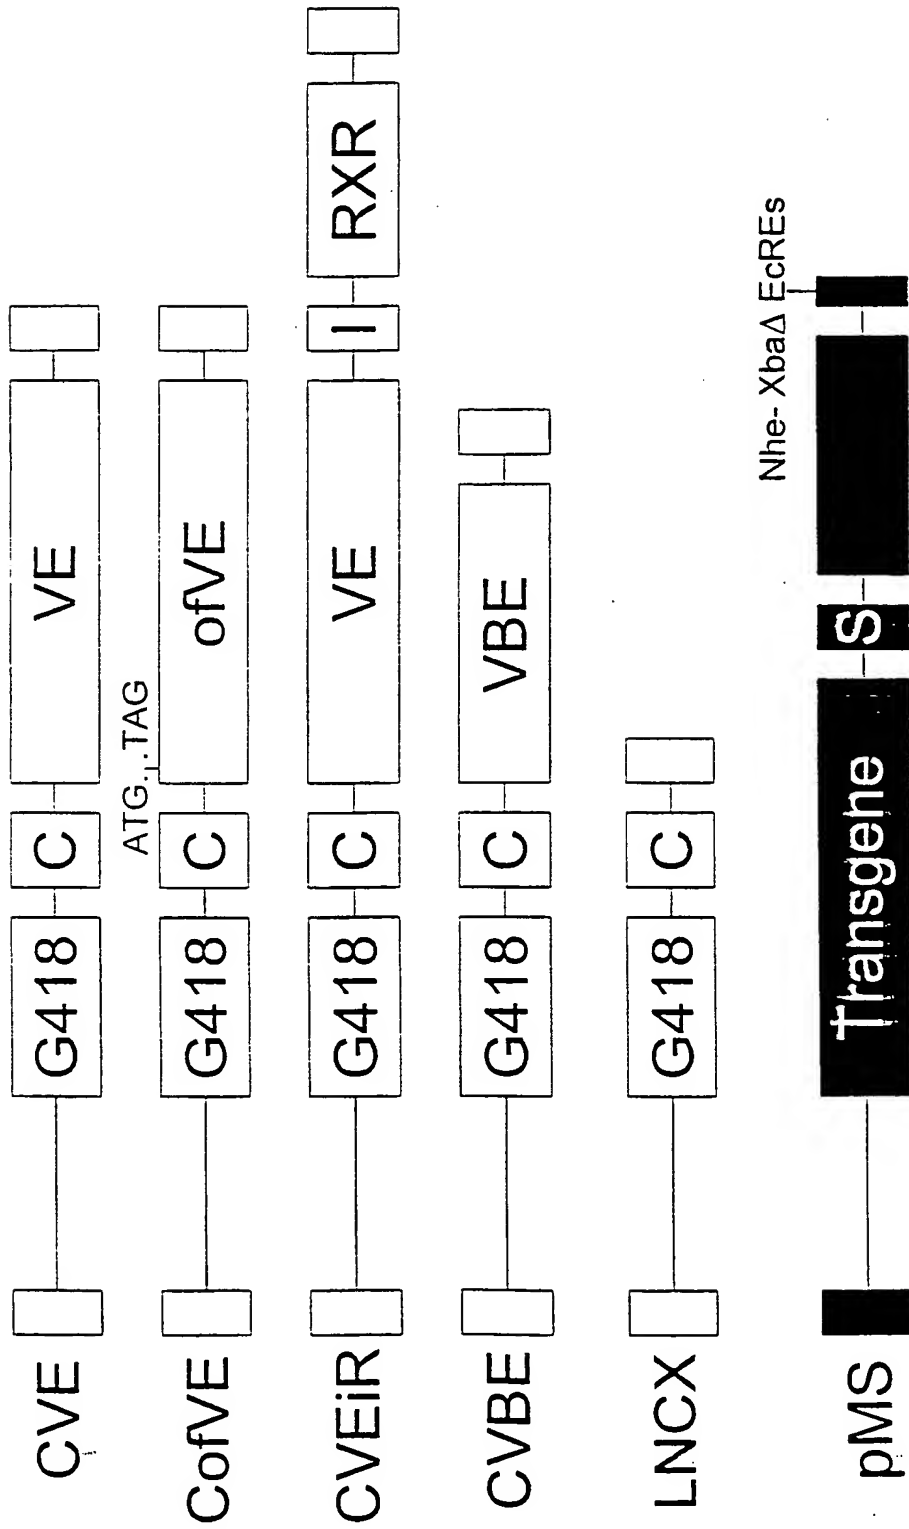 CVE G418 C VE
ATG...TAG
CofVE G418 C ofVE
CVEiR G418 C VE I RXR
CVBE G418 C VBE
LNCX G418 C
Nhe- XbaΔ EcREs
pMS Transgene S